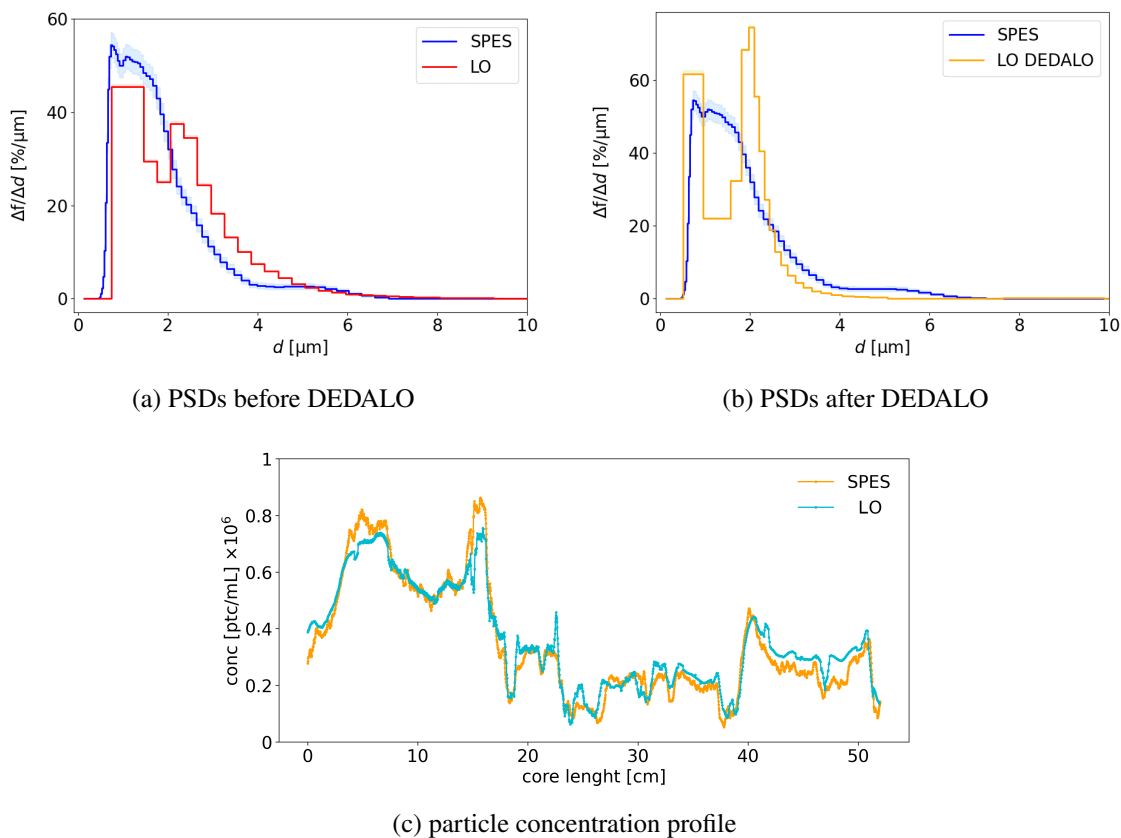 60
40
20
0
Δf/Δd [%/µm]
0 2 4 6 8 10
d [µm]
SPES
LO
(a) PSDs before DEDALO
60
40
20
0
Δf/Δd [%/µm]
0 2 4 6 8 10
d [µm]
SPES
LO DEDALO
(b) PSDs after DEDALO
1
0.8
0.6
0.4
0.2
0
conc [ptc/mL] ×10⁶
0 10 20 30 40 50
core lenght [cm]
SPES
LO
(c) particle concentration profile